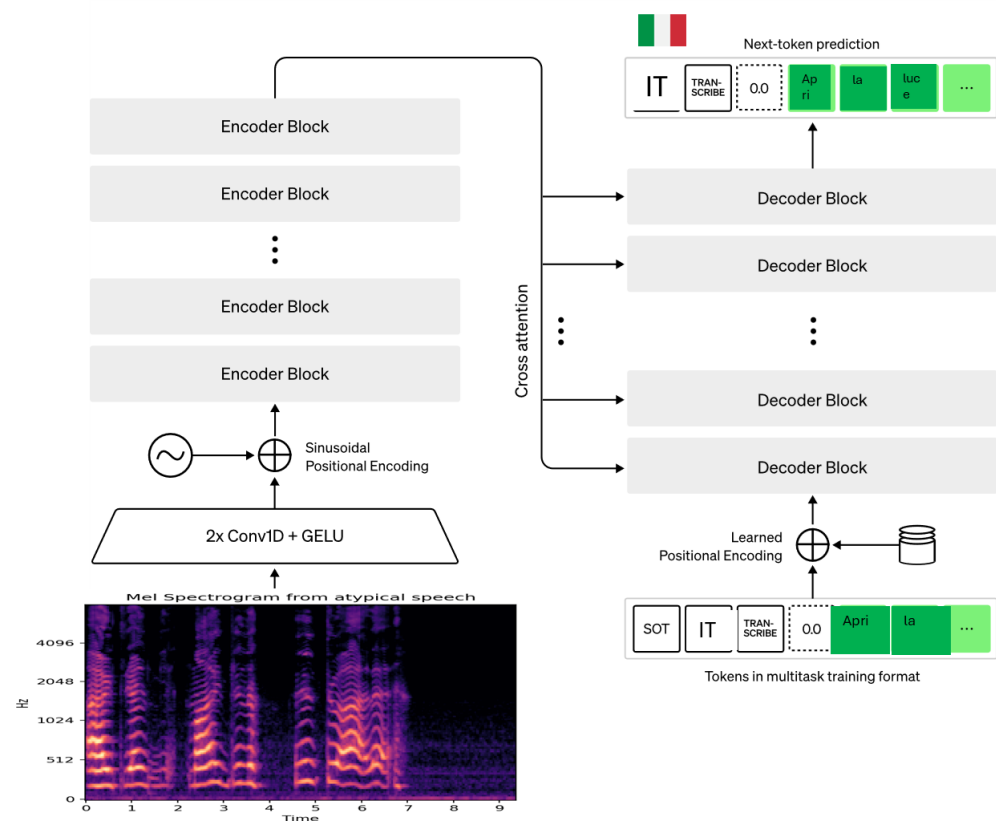 Next-token prediction
IT
TRAN-
SCRIBE
0.0
Ap
ri
la
luc
e
...
Encoder Block
Encoder Block
Encoder Block
Encoder Block
Sinusoidal
Positional Encoding
2x Conv1D + GELU
Mel Spectrogram from atypical speech
4096
2048
1024
512
0
Hz
0 1 2 3 4 5 6 7 8 9
Time
Cross attention
Decoder Block
Decoder Block
Decoder Block
Decoder Block
Learned
Positional Encoding
SOT
IT
TRAN-
SCRIBE
0.0
Apri
la
...
Tokens in multitask training format